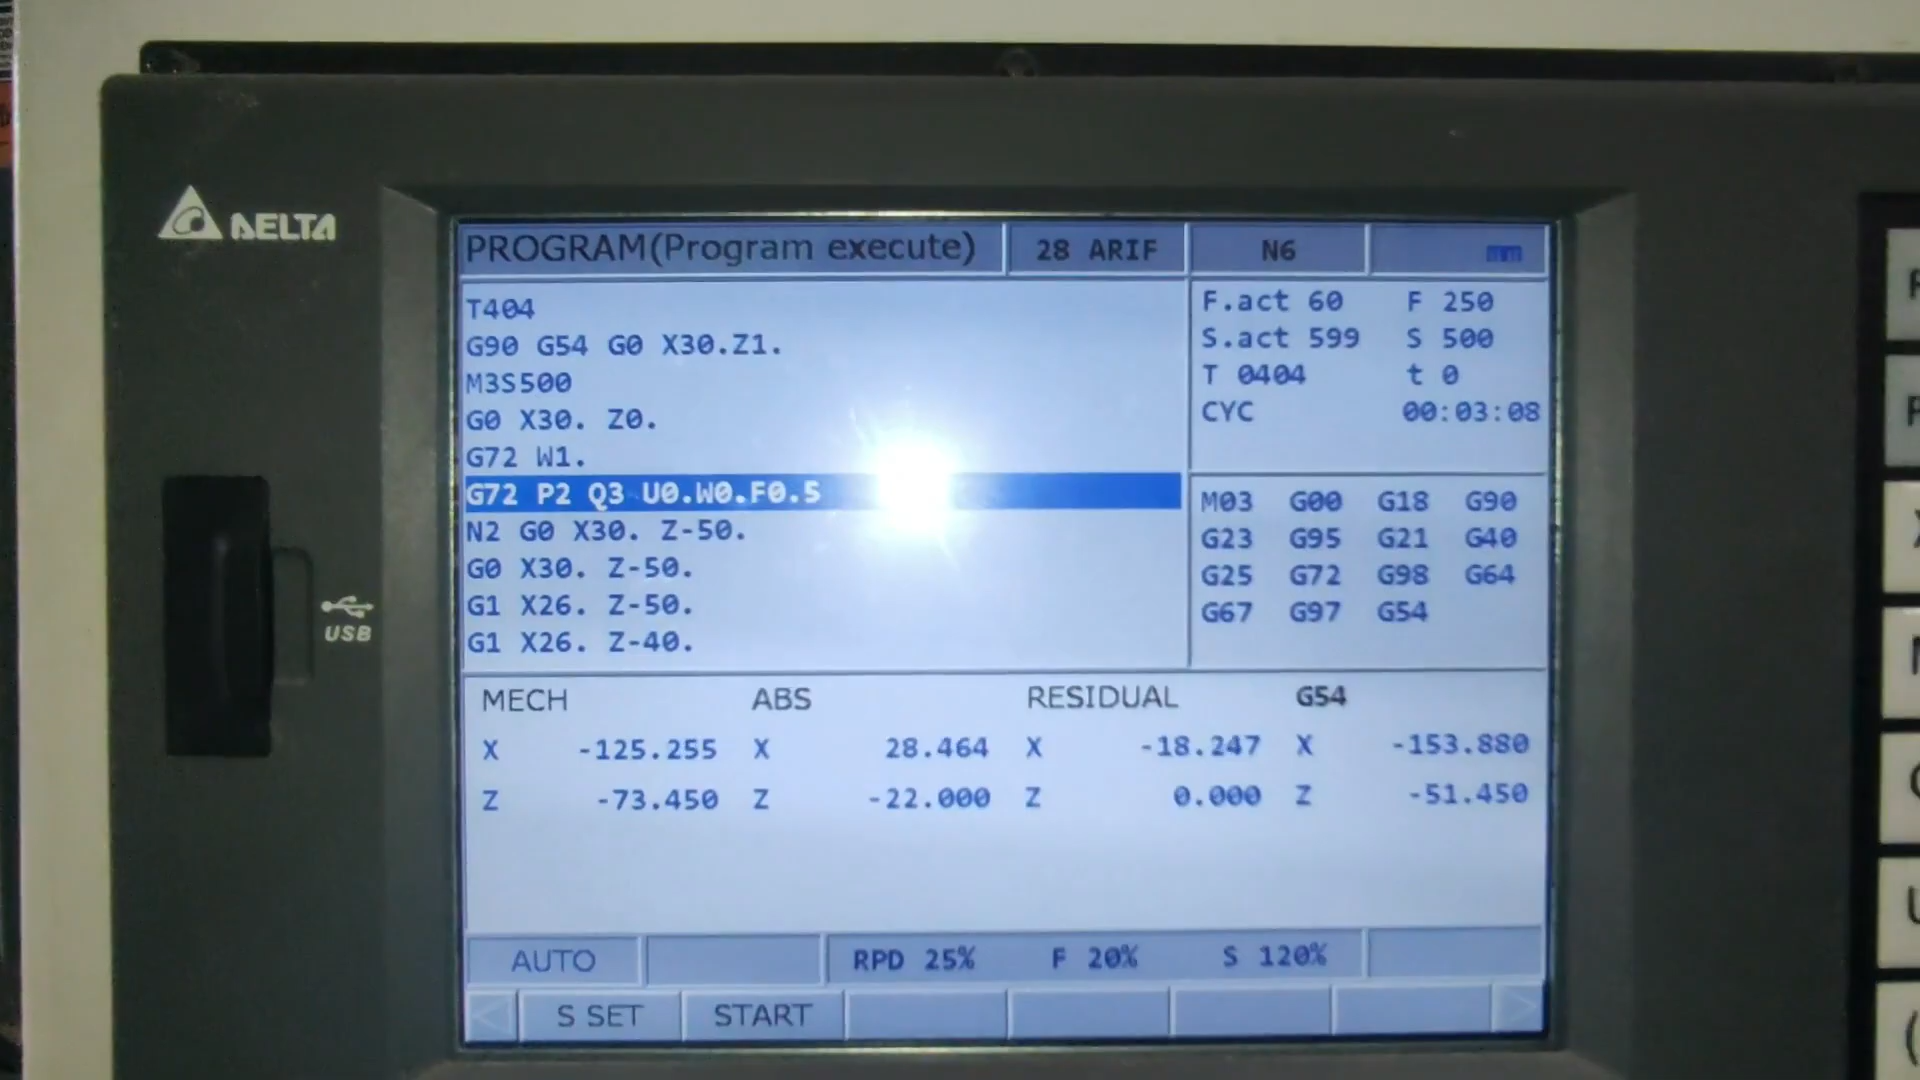 DELTA
USB
PROGRAM(Program execute) 28 ARIF N6 mm
T404
G90 G54 G0 X30.Z1.
M3S500
G0 X30. Z0.
G72 W1.
G72 P2 Q3 U0.W0.F0.5
N2 G0 X30. Z-50.
G0 X30. Z-50.
G1 X26. Z-50.
G1 X26. Z-40.
F.act 60 F 250
S.act 599 S 500
T 0404 t 0
CYC 00:03:08
M03 G00 G18 G90
G23 G95 G21 G40
G25 G72 G98 G64
G67 G97 G54
MECH ABS RESIDUAL G54
X -125.255 X 28.464 X -18.247 X -153.880
Z -73.450 Z -22.000 Z 0.000 Z -51.450
AUTO RPD 25% F 20% S 120%
S SET START